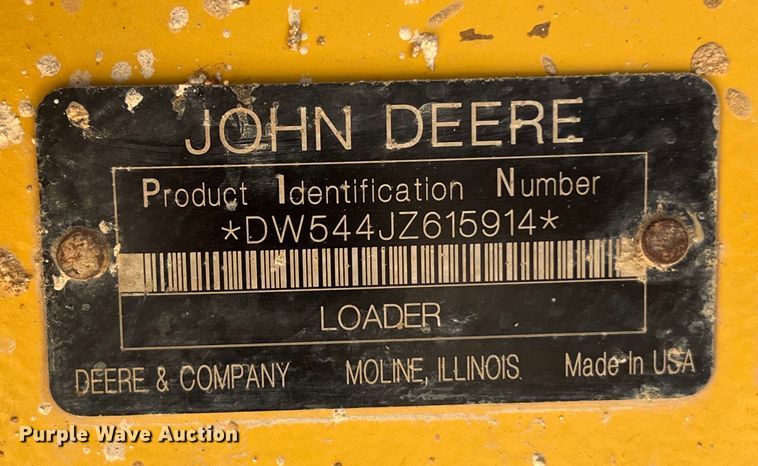 JOHN DEERE
Product Identification Number
*DW544JZ615914*
LOADER
DEERE & COMPANY MOLINE, ILLINOIS Made In USA
Purple Wave Auction